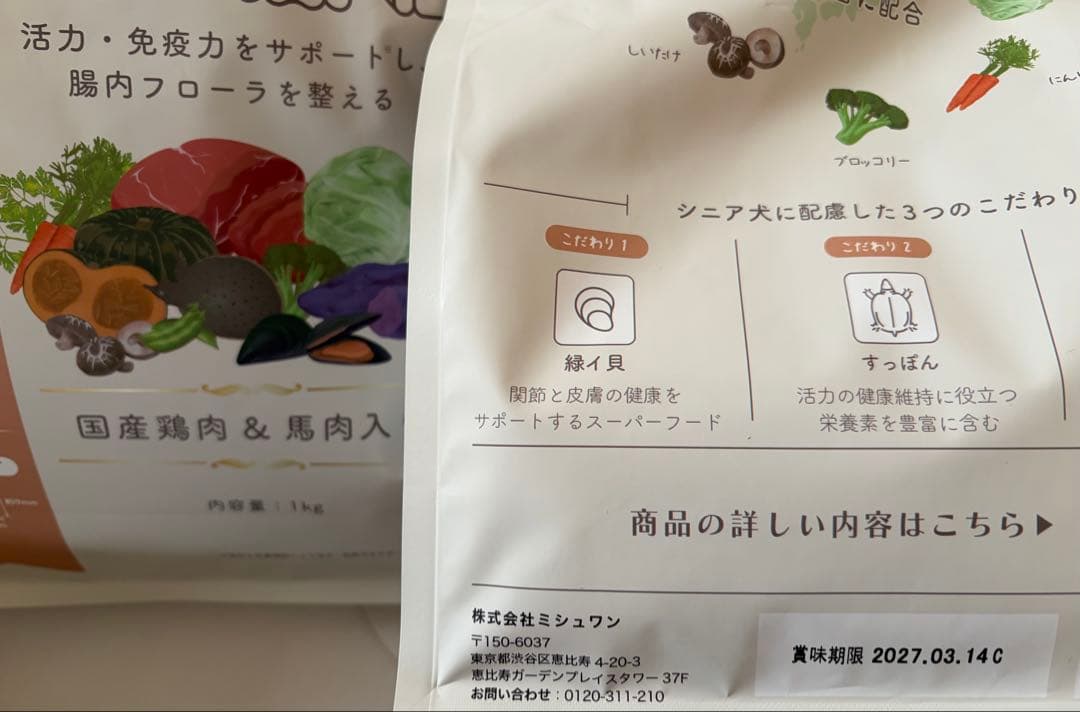 活力・免疫力をサポートし
腸内フローラを整える
国産鶏肉 & 馬肉入
内容量：1kg
に配合
しいたけ
にん
ブロッコリー
シニア犬に配慮した3つのこだわり
こだわり 1
緑イ貝
関節と皮膚の健康を
サポートするスーパーフード
こだわり 2
すっぽん
活力の健康維持に役立つ
栄養素を豊富に含む
商品の詳しい内容はこちら▶
株式会社ミシュワン
〒150-6037
東京都渋谷区恵比寿 4-20-3
恵比寿ガーデンプレイスタワー 37F
お問い合わせ：0120-311-210
賞味期限 2027.03.14C